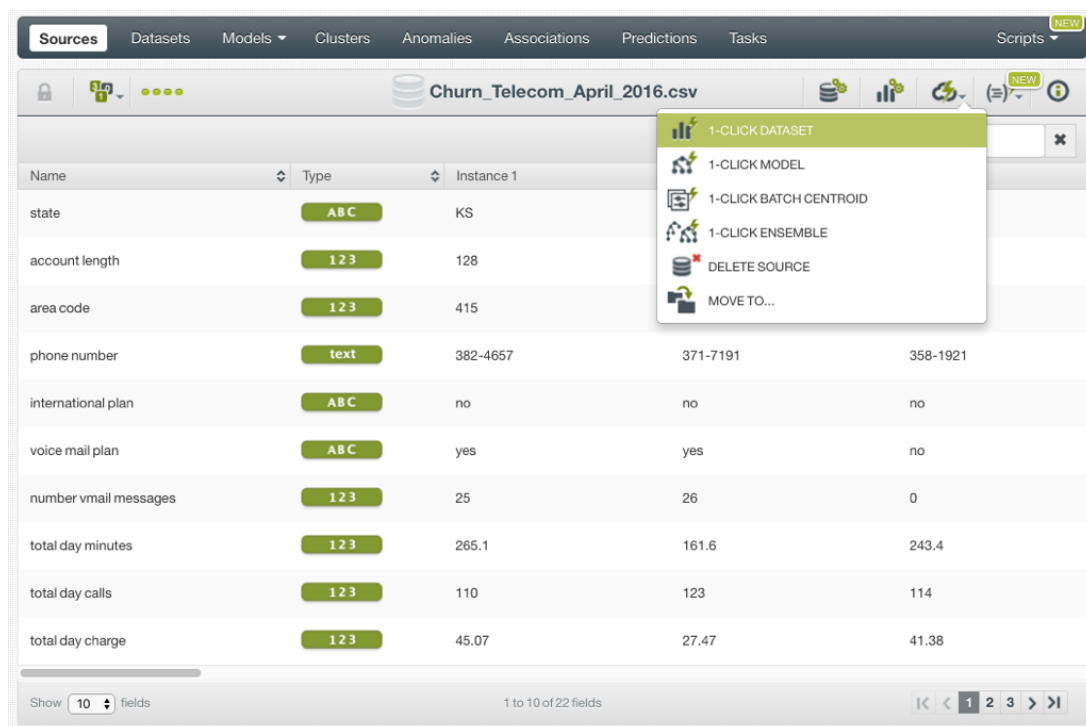 NEW
Sources Datasets Models Clusters Anomalies Associations Predictions Tasks Scripts
Churn_Telecom_April_2016.csv (=) NEW
1-CLICK DATASET
1-CLICK MODEL
1-CLICK BATCH CENTROID
1-CLICK ENSEMBLE
DELETE SOURCE
MOVE TO...
Name Type Instance 1
state ABC KS
account length 123 128
area code 123 415
phone number text 382-4657 371-7191 358-1921
international plan ABC no no no
voice mail plan ABC yes yes no
number vmail messages 123 25 26 0
total day minutes 123 265.1 161.6 243.4
total day calls 123 110 123 114
total day charge 123 45.07 27.47 41.38
Show 10 fields 1 to 10 of 22 fields 1 2 3